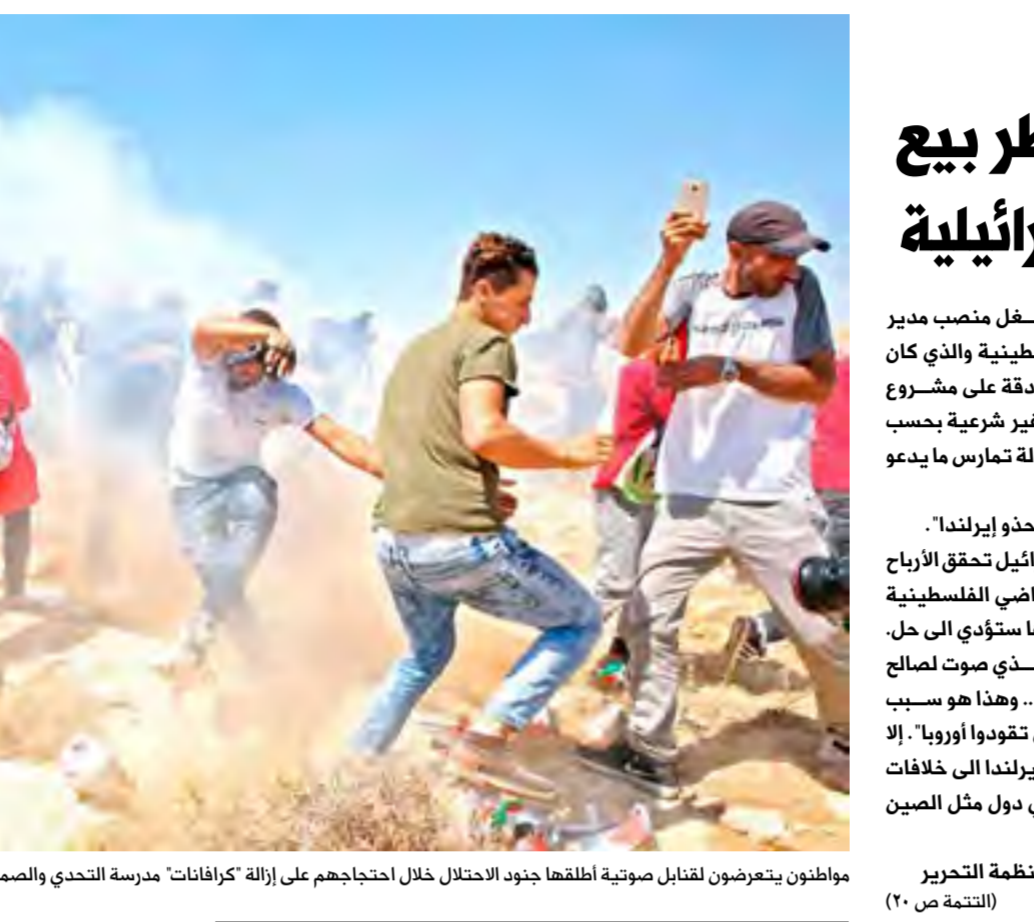 طر بيع
رائيلية
ـغل منصب مدير
طينية والذي كان
دقة على مشــروع
غير شرعية بحسب
لة تمارس ما يدعو
حذو إيرلندا".
ائيل تحقق الأرباح
اضي الفلسطينية
ها ستؤدي الى حل.
ـذي صوت لصالح
.. وهذا هو ســبب
تقودوا أوروبا". إلا
يرلندا الى خلافات
ي دول مثل الصين
نظمة التحرير
(التتمة ص ٢٠)
مواطنون يتعرضون لقنابل صوتية أطلقها جنود الاحتلال خلال احتجاجهم على إزالة "كرافانات" مدرسة التحدي والصم